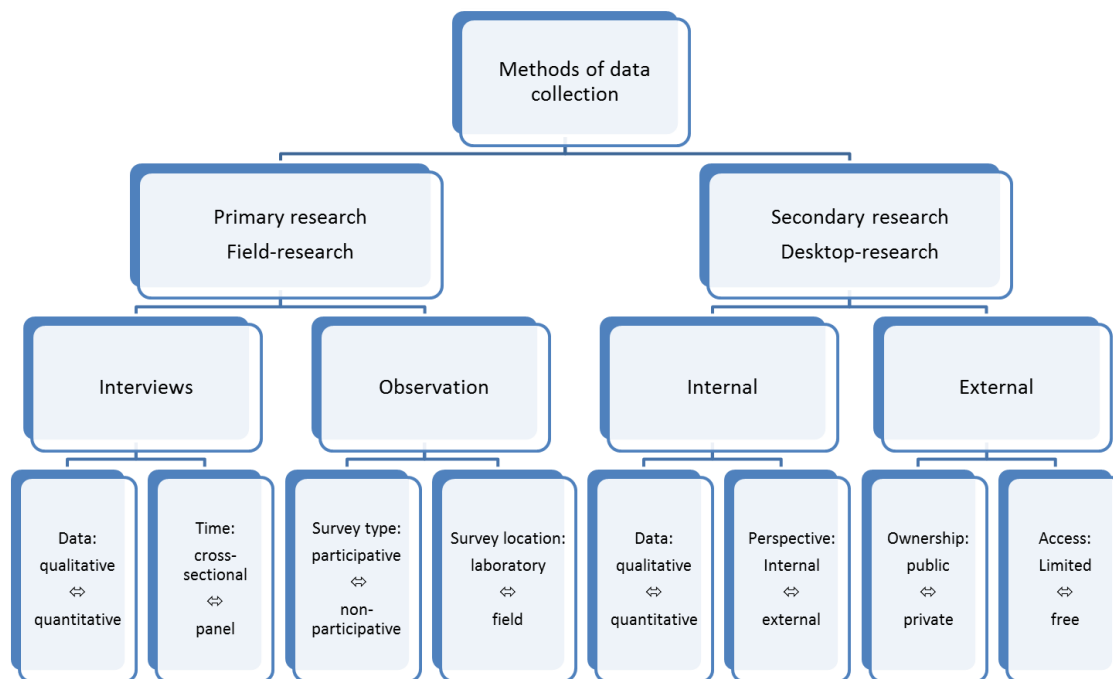 Methods of data
collection
Primary research
Field-research
Secondary research
Desktop-research
Interviews
Observation
Internal
External
Data:
qualitative
⇔
quantitative
Time:
cross-
sectional
⇔
panel
Survey type:
participative
⇔
non-
participative
Survey location:
laboratory
⇔
field
Data:
qualitative
⇔
quantitative
Perspective:
Internal
⇔
external
Ownership:
public
⇔
private
Access:
Limited
⇔
free